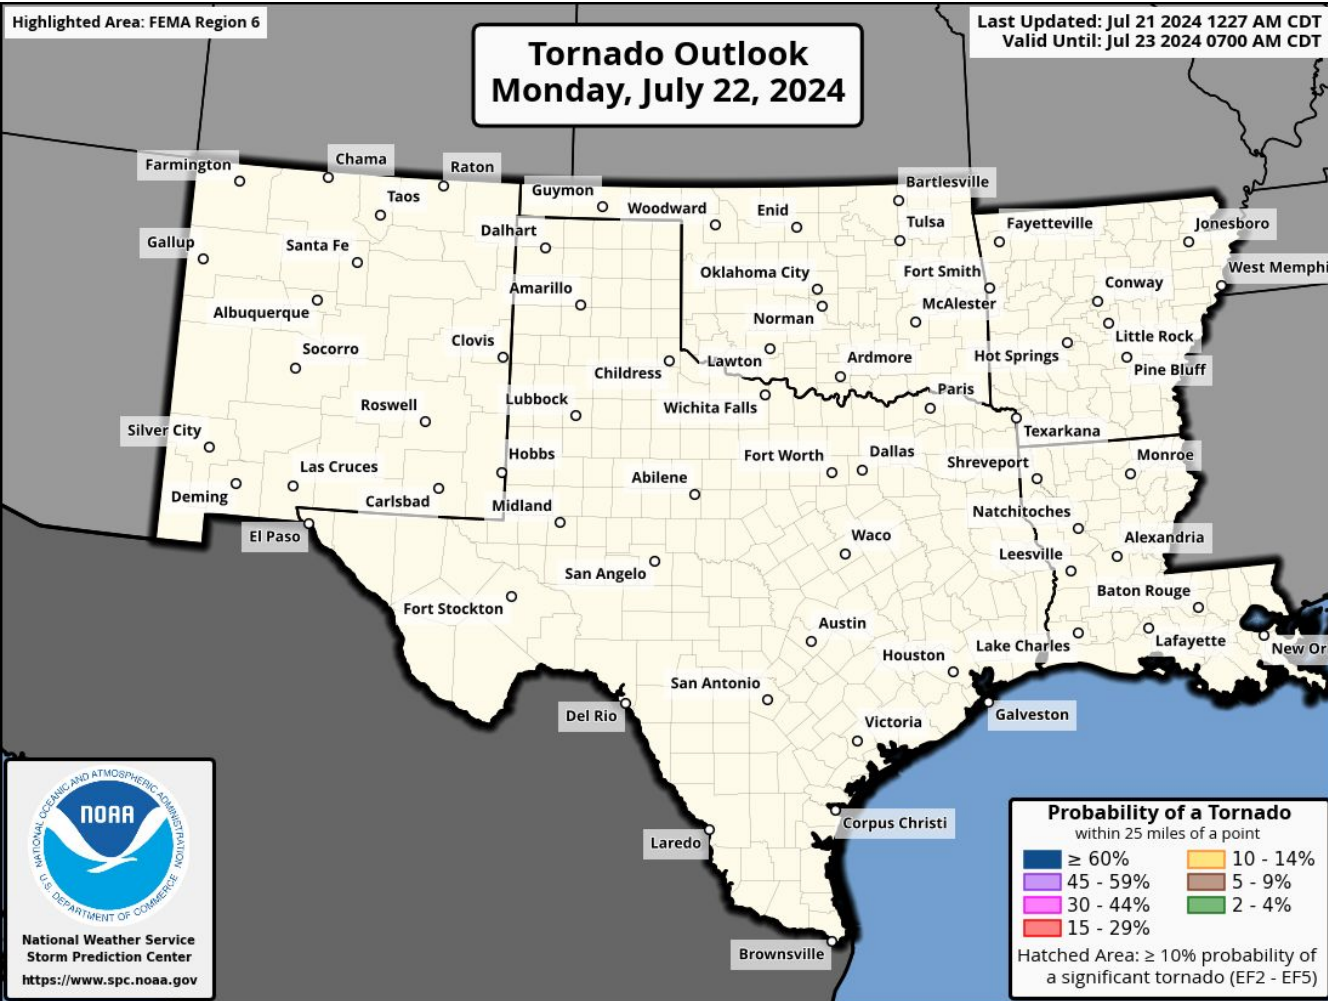 Highlighted Area: FEMA Region 6
Tornado Outlook
Monday, July 22, 2024
Last Updated: Jul 21 2024 1227 AM CDT
Valid Until: Jul 23 2024 0700 AM CDT
Farmington
Chama
Raton
Taos
Guymon
Woodward
Enid
Bartlesville
Tulsa
Fayetteville
Jonesboro
Gallup
Santa Fe
Dalhart
Oklahoma City
Fort Smith
West Memphi
Albuquerque
Amarillo
Norman
McAlester
Conway
Socorro
Clovis
Childress
Lawton
Ardmore
Hot Springs
Little Rock
Pine Bluff
Roswell
Lubbock
Wichita Falls
Paris
Texarkana
Silver City
Las Cruces
Hobbs
Abilene
Fort Worth
Dallas
Shreveport
Monroe
Deming
Carlsbad
Midland
Natchitoches
El Paso
San Angelo
Waco
Leesville
Alexandria
Fort Stockton
Baton Rouge
Austin
Houston
Lake Charles
Lafayette
New Or
San Antonio
Del Rio
Victoria
Galveston
Laredo
Corpus Christi
Brownsville
NATIONAL OCEANIC AND ATMOSPHERIC ADMINISTRATION
NOAA
U.S. DEPARTMENT OF COMMERCE
National Weather Service
Storm Prediction Center
https://www.spc.noaa.gov
Probability of a Tornado
within 25 miles of a point
≥ 60%
45 - 59%
30 - 44%
15 - 29%
10 - 14%
5 - 9%
2 - 4%
Hatched Area: ≥ 10% probability of
a significant tornado (EF2 - EF5)